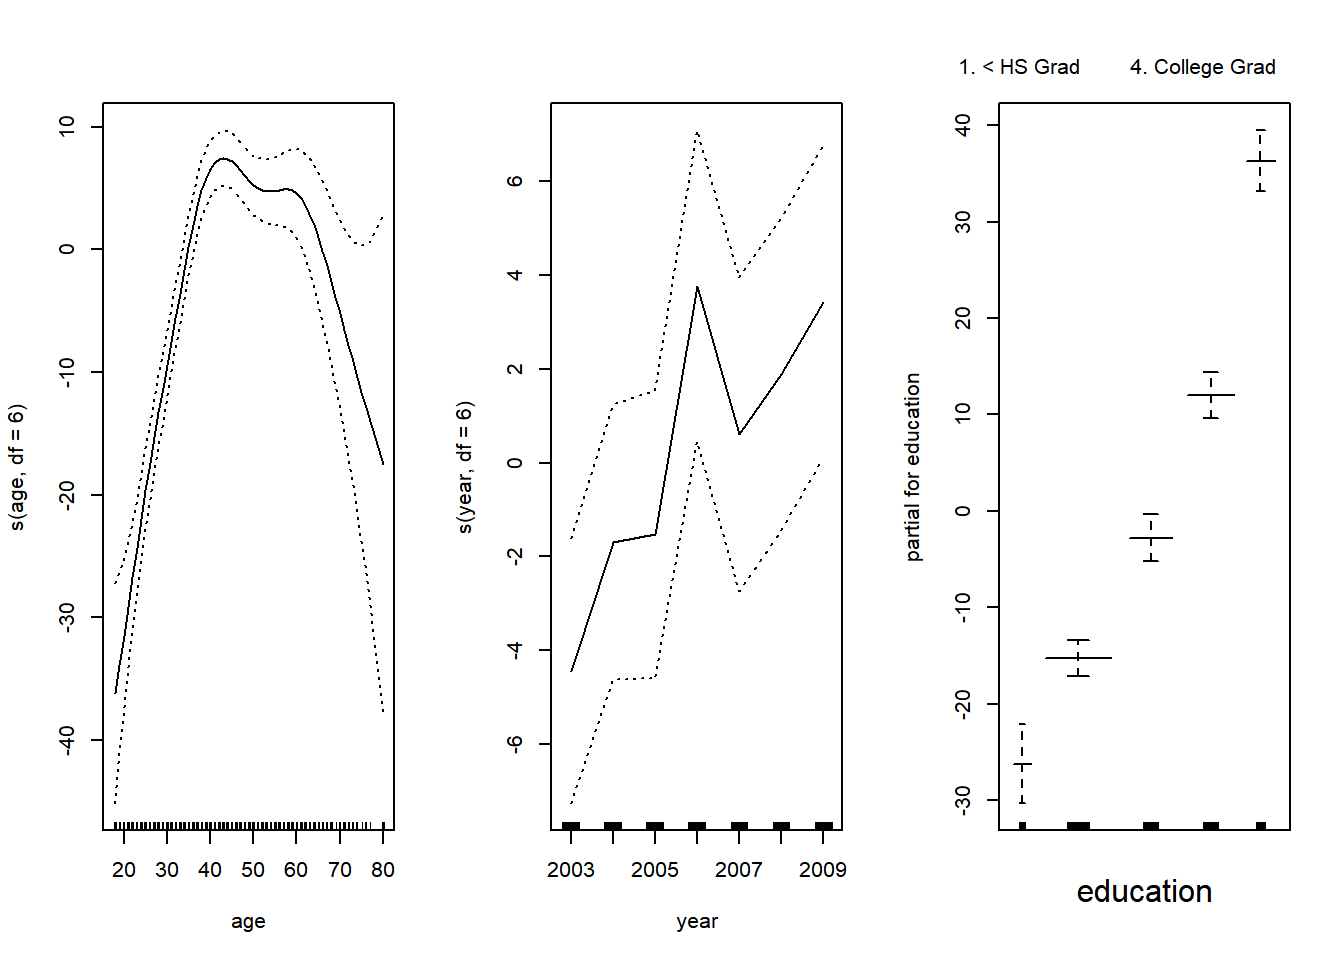 1. < HS Grad 4. College Grad
s(age, df = 6)
10
0
-10
-20
-30
-40
20 30 40 50 60 70 80
age
s(year, df = 6)
6
4
2
0
-2
-4
-6
2003 2005 2007 2009
year
partial for education
40
30
20
10
0
-10
-20
-30
education